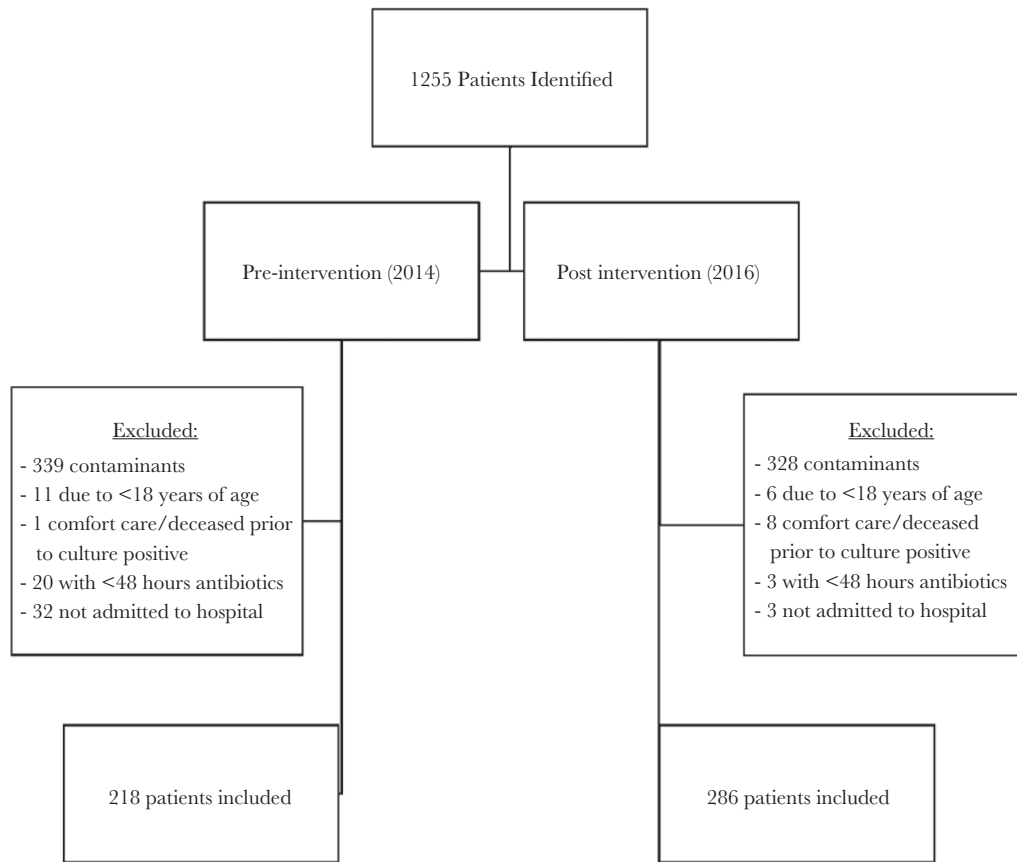 1255 Patients Identified
Pre-intervention (2014)
Post intervention (2016)
Excluded:
- 339 contaminants
- 11 due to <18 years of age
- 1 comfort care/deceased prior
to culture positive
- 20 with <48 hours antibiotics
- 32 not admitted to hospital
Excluded:
- 328 contaminants
- 6 due to <18 years of age
- 8 comfort care/deceased
prior to culture positive
- 3 with <48 hours antibiotics
- 3 not admitted to hospital
218 patients included
286 patients included